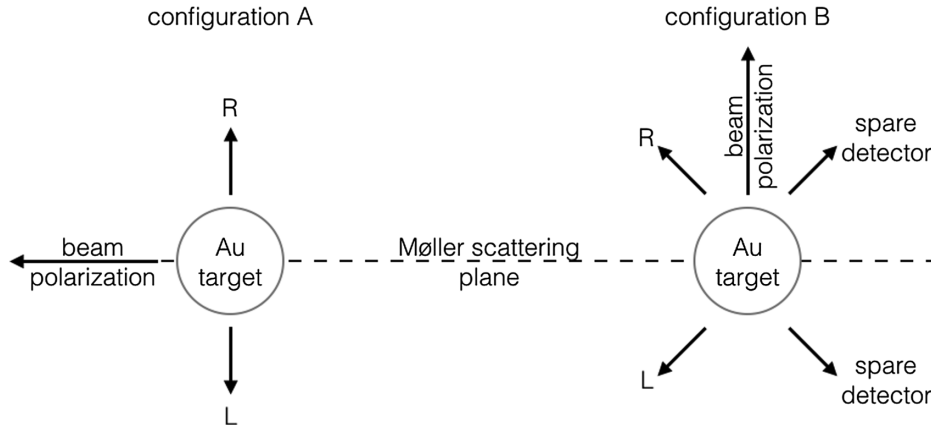 configuration A
configuration B
R
beam
polarization
Au
target
L
Møller scattering
plane
R
beam
polarization
spare
detector
Au
target
L
spare
detector